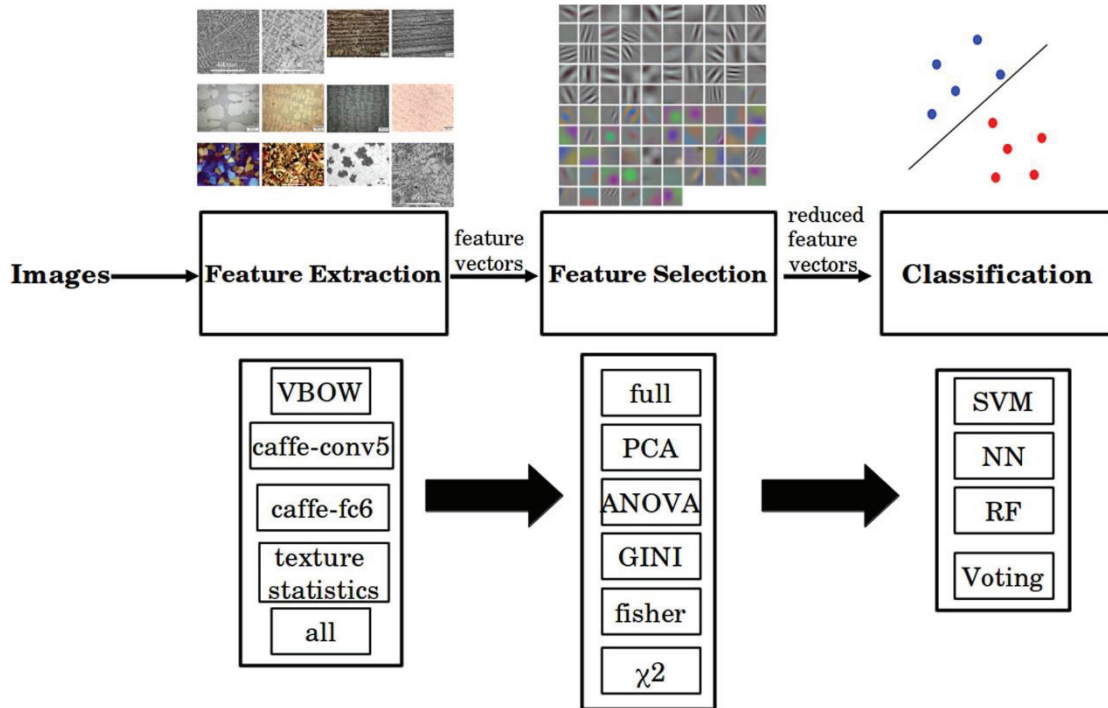 Images
Feature Extraction
feature
vectors
Feature Selection
reduced
feature
vectors
Classification
VBOW
caffe-conv5
caffe-fc6
texture
statistics
all
full
PCA
ANOVA
GINI
fisher
χ2
SVM
NN
RF
Voting